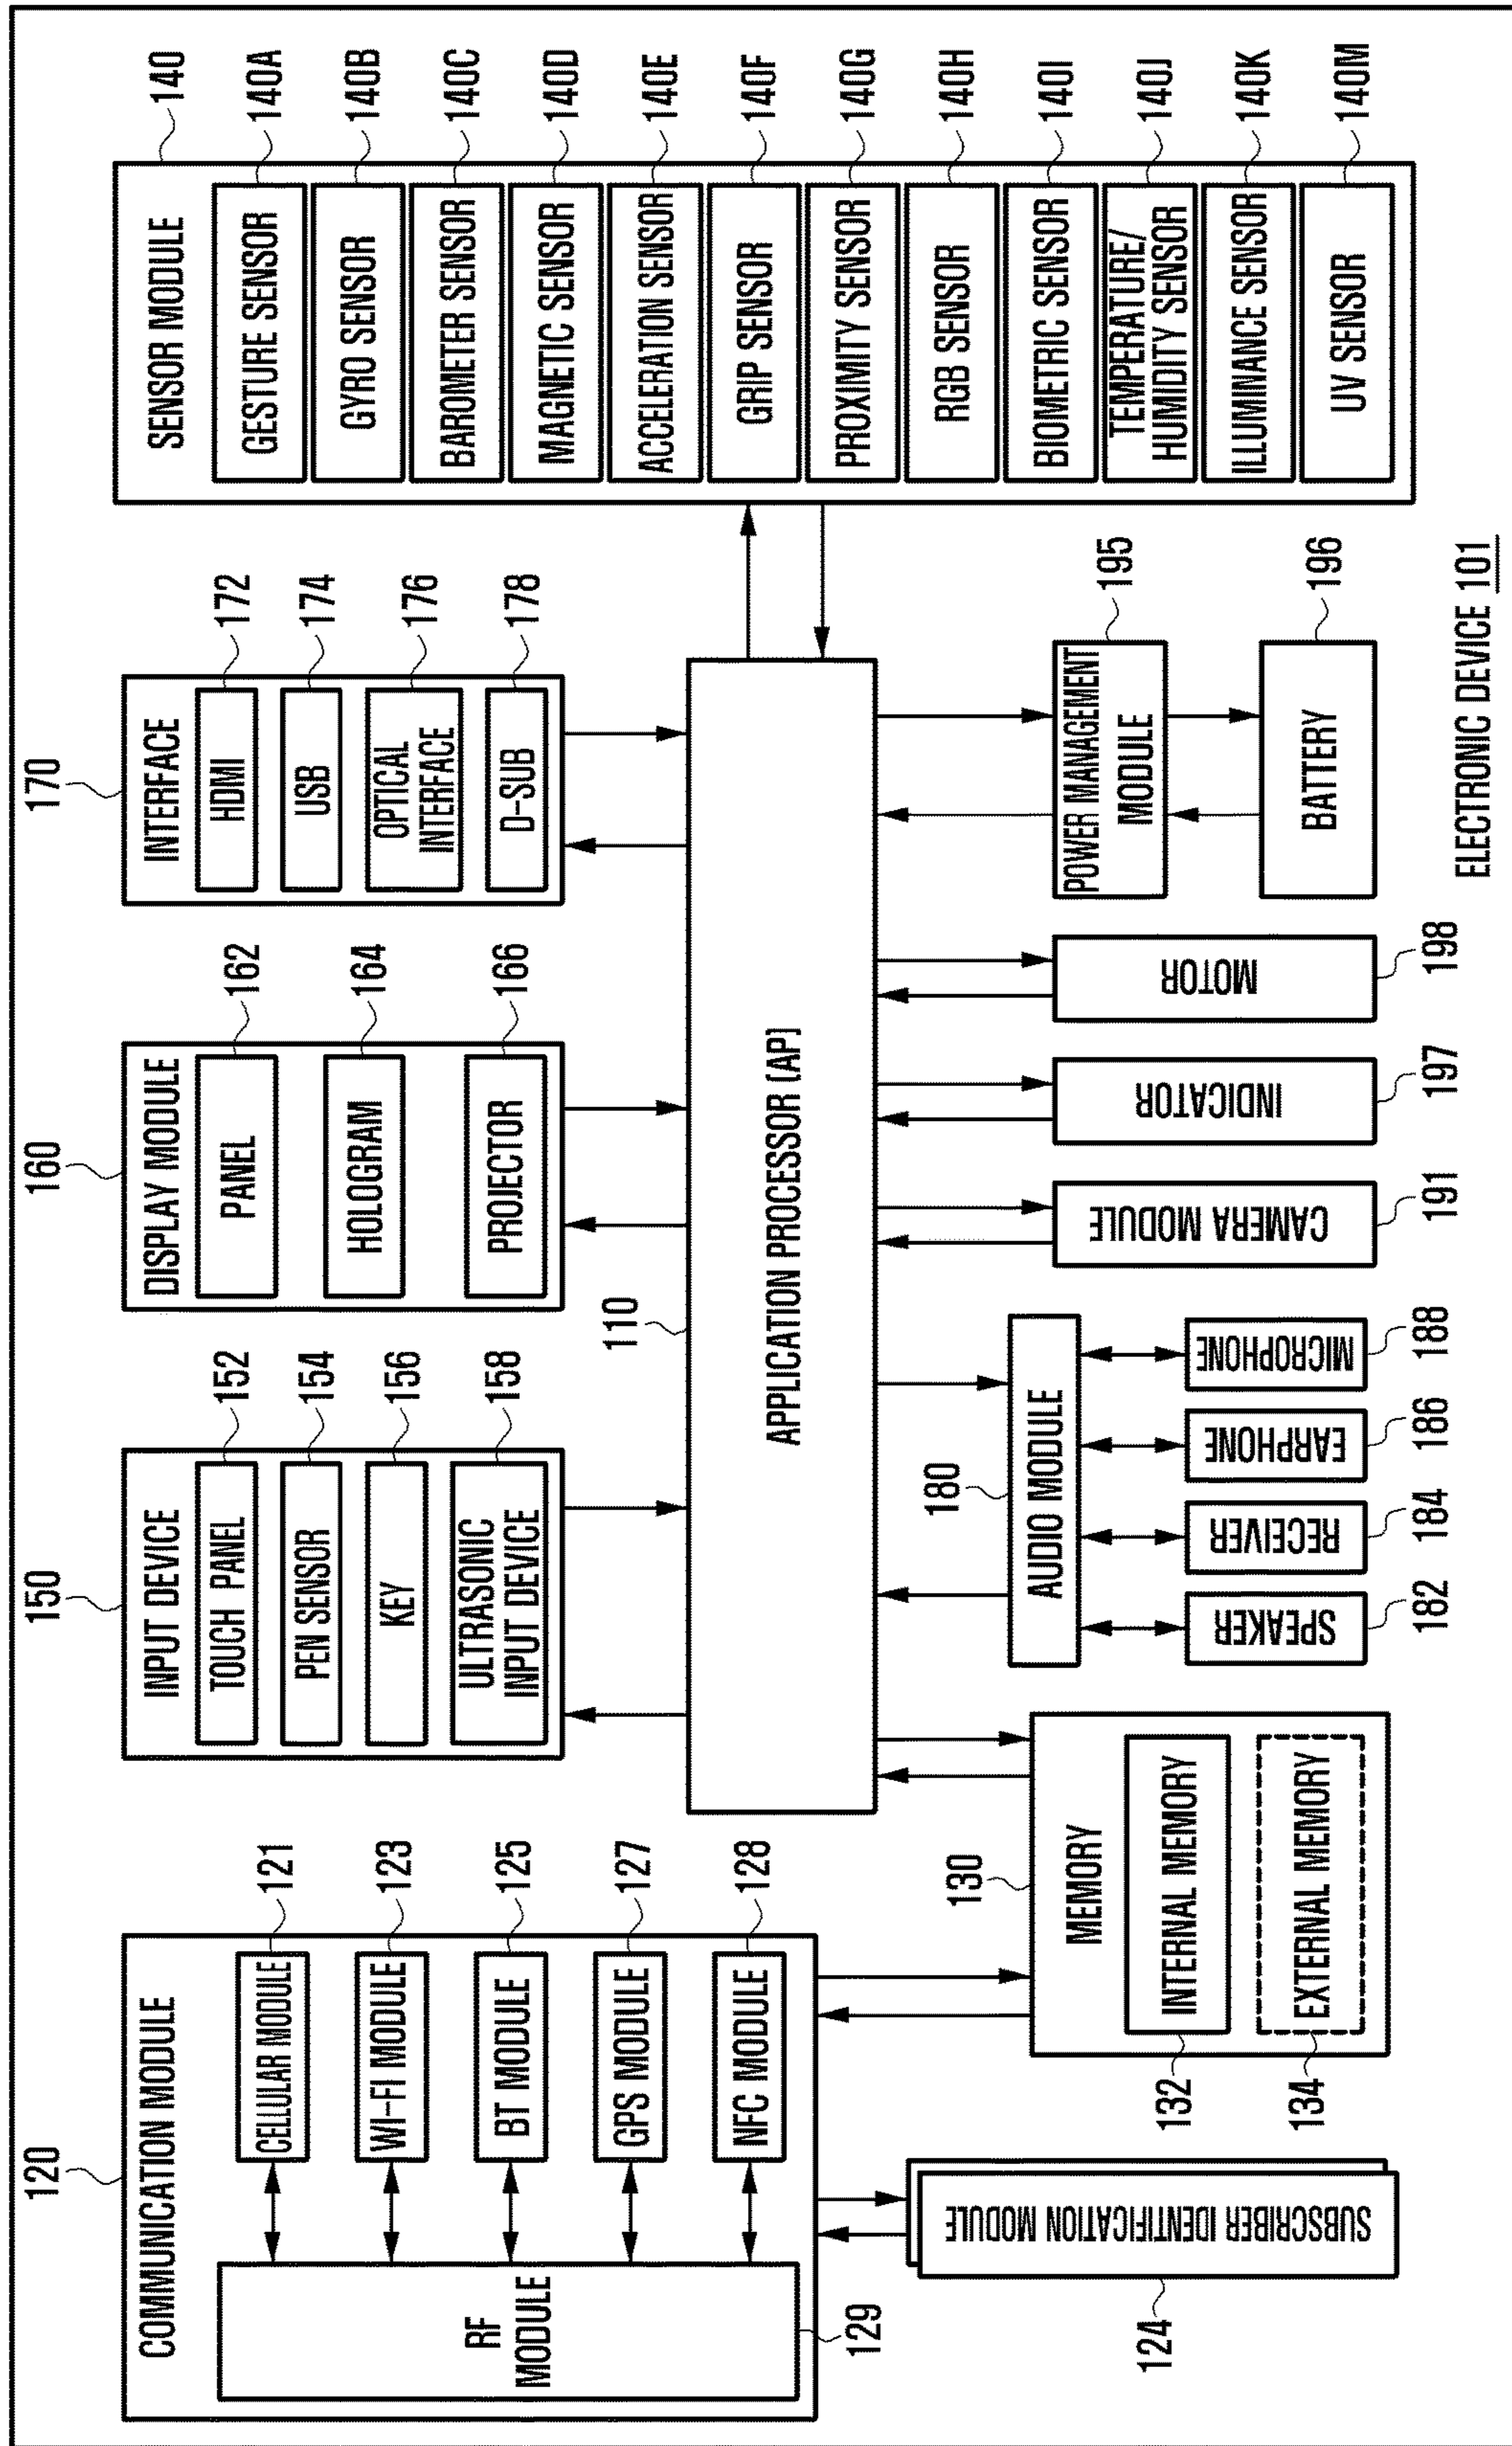 120
COMMUNICATION MODULE
CELLULAR MODULE
121
WI-FI MODULE
123
BT MODULE
125
GPS MODULE
127
NFC MODULE
128
RF
MODULE
129
150
INPUT DEVICE
TOUCH PANEL
152
PEN SENSOR
154
KEY
156
ULTRASONIC
INPUT DEVICE
158
160
DISPLAY MODULE
PANEL
162
HOLOGRAM
164
PROJECTOR
166
170
INTERFACE
HDMI
172
USB
174
OPTICAL
INTERFACE
176
D-SUB
178
140
SENSOR MODULE
GESTURE SENSOR
140A
GYRO SENSOR
140B
BAROMETER SENSOR
140C
MAGNETIC SENSOR
140D
ACCELERATION SENSOR
140E
GRIP SENSOR
140F
PROXIMITY SENSOR
140G
RGB SENSOR
140H
BIOMETRIC SENSOR
140I
TEMPERATURE/
HUMIDITY SENSOR
140J
ILLUMINANCE SENSOR
140K
UV SENSOR
140M
110
APPLICATION PROCESSOR (AP)
SUBSCRIBER IDENTIFICATION MODULE
124
130
MEMORY
INTERNAL MEMORY
132
EXTERNAL MEMORY
134
180
AUDIO MODULE
SPEAKER
182
RECEIVER
184
EARPHONE
186
MICROPHONE
188
CAMERA MODULE
191
INDICATOR
197
MOTOR
198
POWER MANAGEMENT
MODULE
195
BATTERY
196
ELECTRONIC DEVICE 101